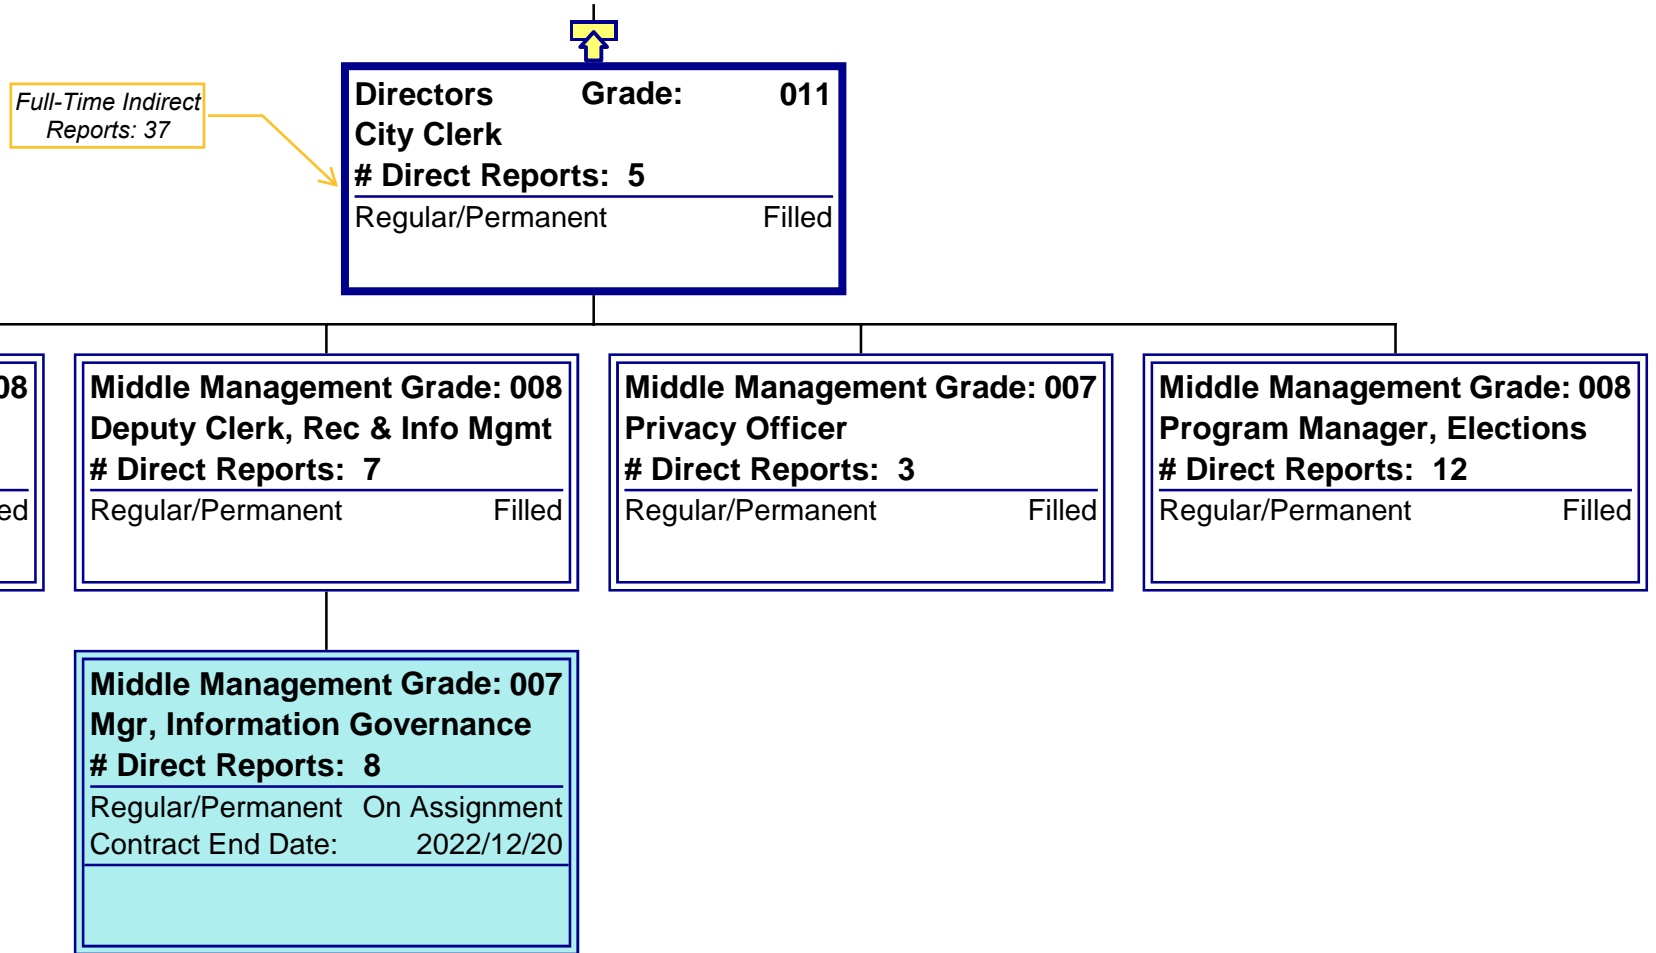 Full-Time Indirect
Reports: 37
Directors Grade: 011
City Clerk
# Direct Reports: 5
Regular/Permanent Filled
Middle Management Grade: 008
Deputy Clerk, Rec & Info Mgmt
# Direct Reports: 7
Regular/Permanent Filled
Middle Management Grade: 007
Privacy Officer
# Direct Reports: 3
Regular/Permanent Filled
Middle Management Grade: 008
Program Manager, Elections
# Direct Reports: 12
Regular/Permanent Filled
Middle Management Grade: 007
Mgr, Information Governance
# Direct Reports: 8
Regular/Permanent On Assignment
Contract End Date: 2022/12/20